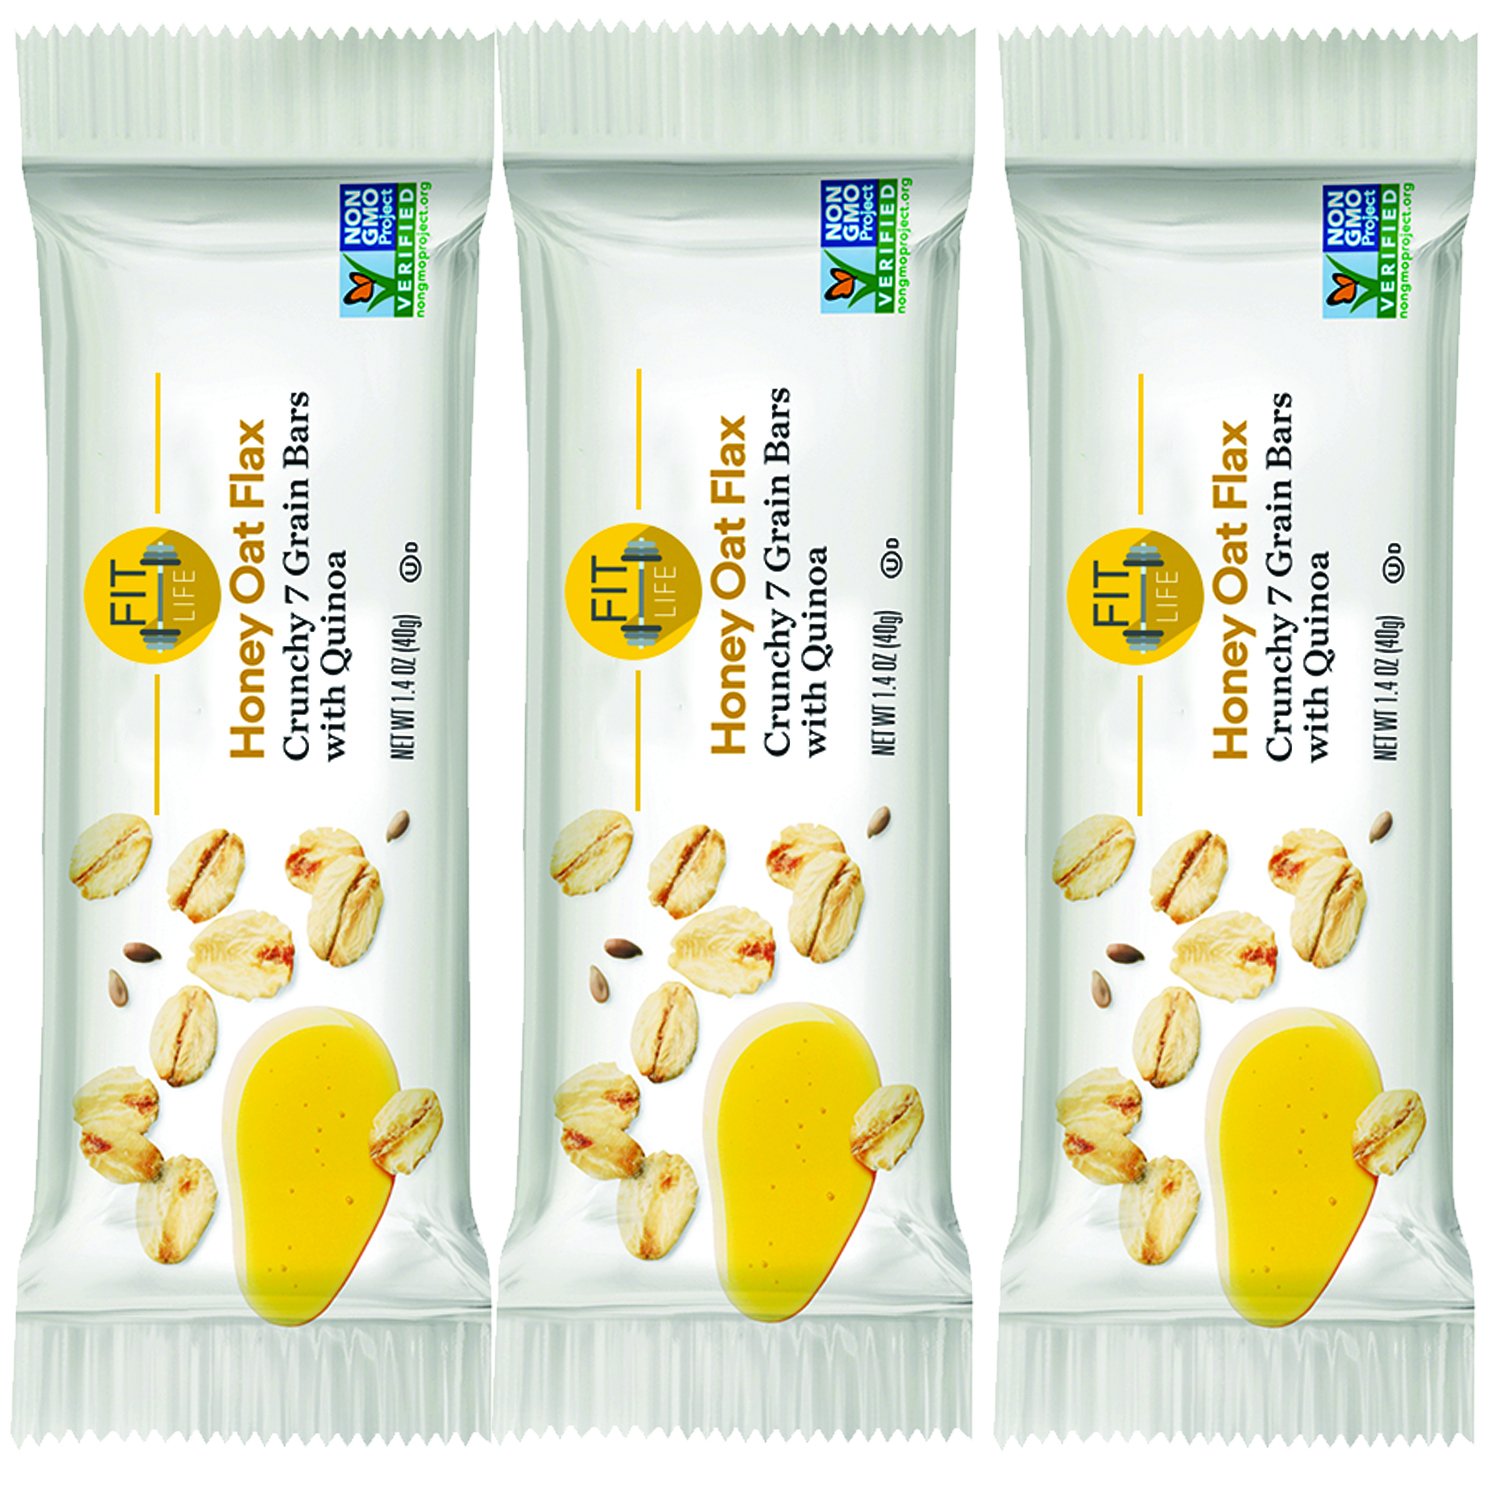 NON
GMO
Project
VERIFIED
nongmoproject.org
FIT
LIFE
Honey Oat Flax
Crunchy 7 Grain Bars
with Quinoa
NET WT 1.4 OZ (40g)
U D
NON
GMO
Project
VERIFIED
nongmoproject.org
FIT
LIFE
Honey Oat Flax
Crunchy 7 Grain Bars
with Quinoa
NET WT 1.4 OZ (40g)
U D
NON
GMO
Project
VERIFIED
nongmoproject.org
FIT
LIFE
Honey Oat Flax
Crunchy 7 Grain Bars
with Quinoa
NET WT 1.4 OZ (40g)
U D